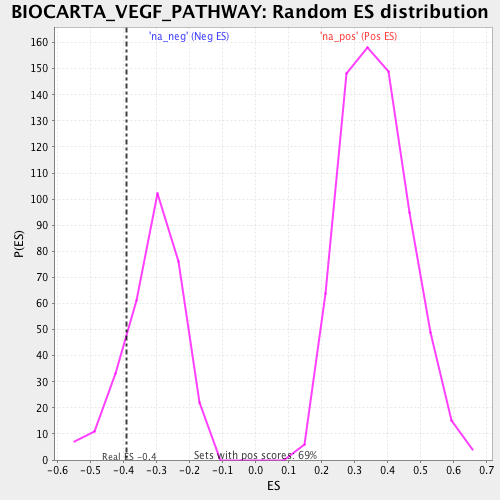 BIOCARTA_VEGF_PATHWAY: Random ES distribution
'na_neg' (Neg ES) 'na_pos' (Pos ES)
160
150
140
130
120
110
100
90
80
70
60
50
40
30
20
10
0
P(ES)
Real ES -0.4 Sets with pos scores: 69%
-0.6 -0.5 -0.4 -0.3 -0.2 -0.1 0.0 0.1 0.2 0.3 0.4 0.5 0.6 0.7
ES